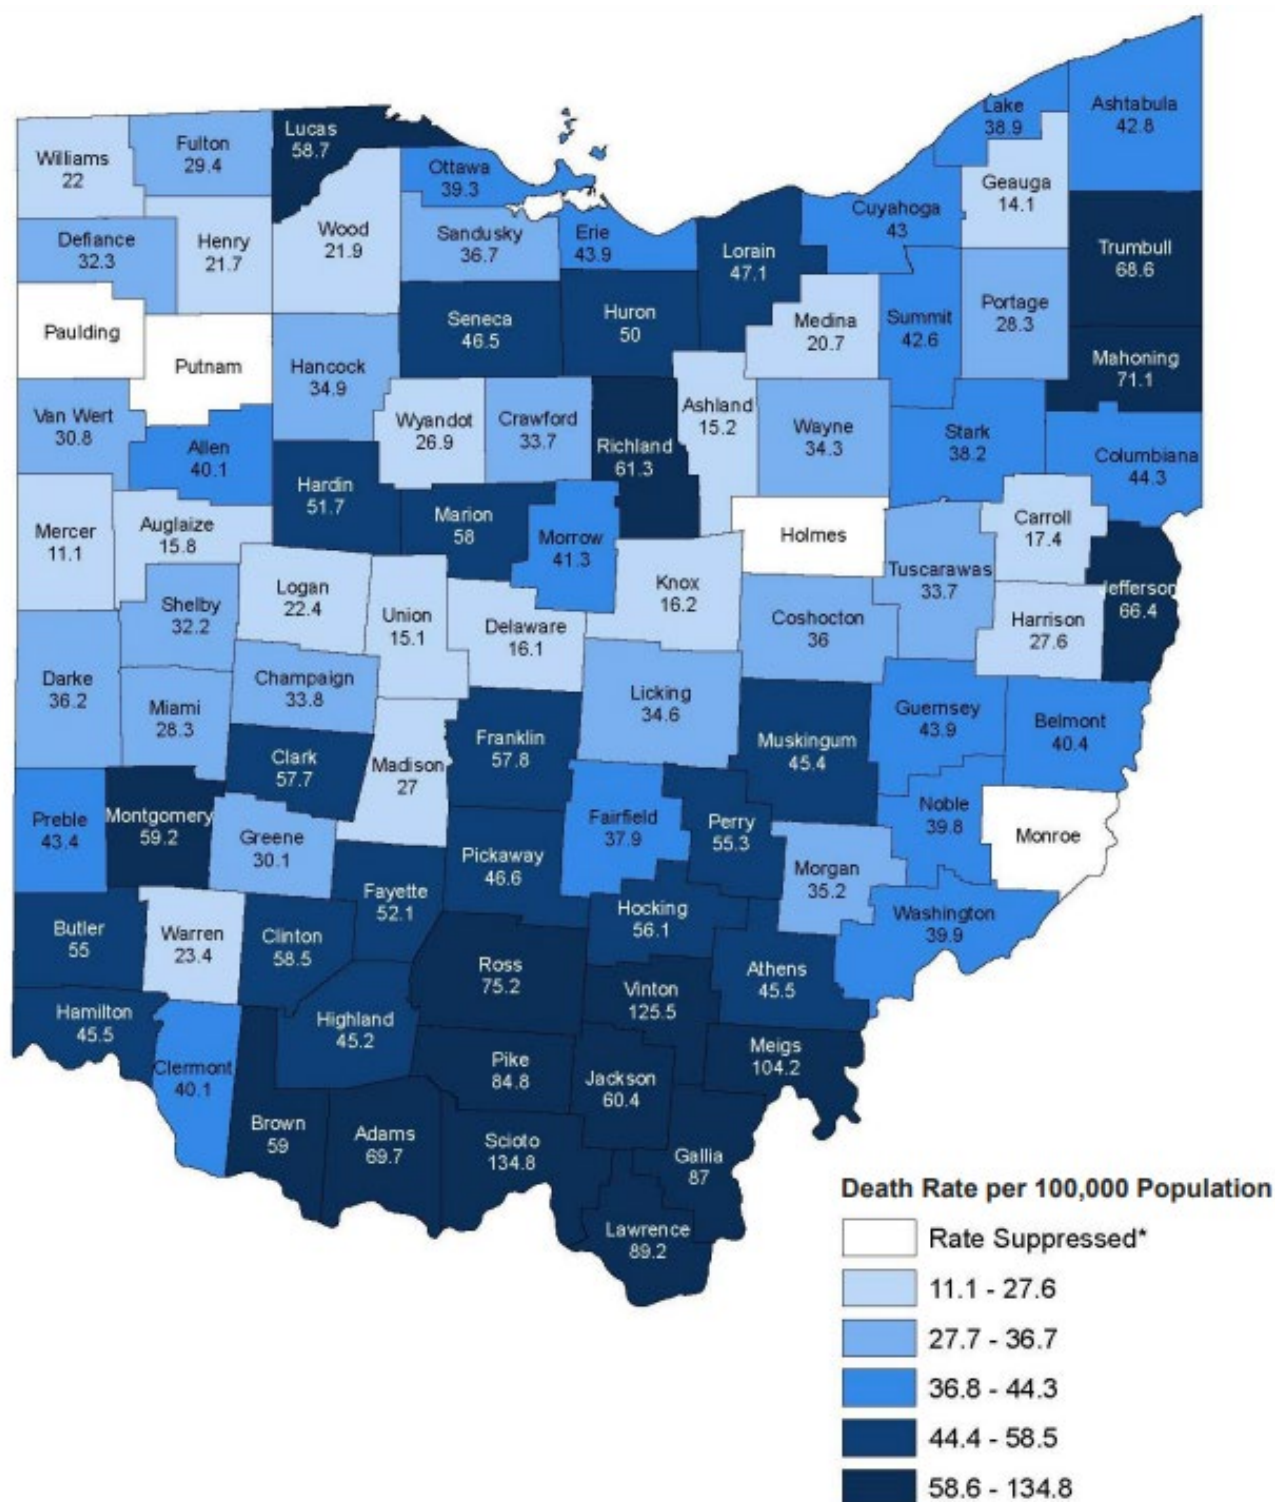 Lake
38.9
Ashtabula
42.8
Lucas
58.7
Fulton
29.4
Williams
22
Ottawa
39.3
Geauga
14.1
Cuyahoga
43
Wood
21.9
Sandusky
36.7
Erie
43.9
Defiance
32.3
Henry
21.7
Lorain
47.1
Trumbull
68.6
Portage
28.3
Paulding
Seneca
46.5
Huron
50
Medina
20.7
Summit
42.6
Putnam
Hancock
34.9
Mahoning
71.1
Van Wert
30.8
Wyandot
26.9
Crawford
33.7
Ashland
15.2
Wayne
34.3
Stark
38.2
Allen
40.1
Richland
61.3
Columbiana
44.3
Hardin
51.7
Marion
58
Mercer
11.1
Auglaize
15.8
Morrow
41.3
Holmes
Carroll
17.4
Tuscarawas
33.7
Jefferson
66.4
Logan
22.4
Knox
16.2
Shelby
32.2
Union
15.1
Delaware
16.1
Coshocton
36
Harrison
27.6
Darke
36.2
Champaign
33.8
Licking
34.6
Miami
28.3
Guernsey
43.9
Belmont
40.4
Clark
57.7
Franklin
57.8
Muskingum
45.4
Madison
27
Preble
43.4
Montgomery
59.2
Greene
30.1
Fairfield
37.9
Perry
55.3
Noble
39.8
Monroe
Pickaway
46.6
Morgan
35.2
Fayette
52.1
Hocking
56.1
Washington
39.9
Butler
55
Warren
23.4
Clinton
58.5
Ross
75.2
Athens
45.5
Vinton
125.5
Hamilton
45.5
Highland
45.2
Meigs
104.2
Clermont
40.1
Pike
84.8
Jackson
60.4
Brown
59
Adams
69.7
Scioto
134.8
Gallia
87
Lawrence
89.2
Death Rate per 100,000 Population
Rate Suppressed*
11.1 - 27.6
27.7 - 36.7
36.8 - 44.3
44.4 - 58.5
58.6 - 134.8